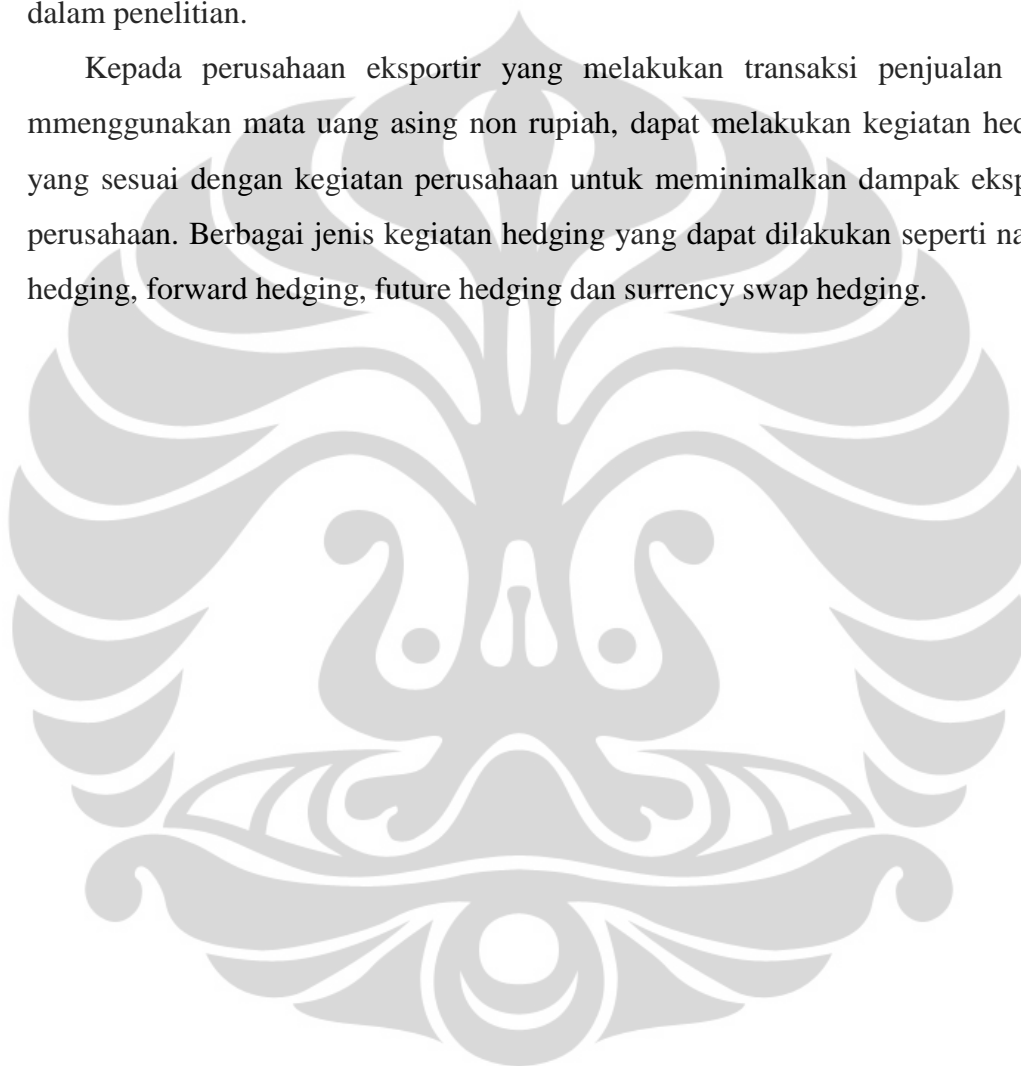 dalam penelitian.
Kepada perusahaan eksportir yang melakukan transaksi penjualan
mmenggunakan mata uang asing non rupiah, dapat melakukan kegiatan
yang sesuai dengan kegiatan perusahaan untuk meminimalkan dampak
perusahaan. Berbagai jenis kegiatan hedging yang dapat dilakukan seperti
hedging, forward hedging, future hedging dan surrency swap hedging.